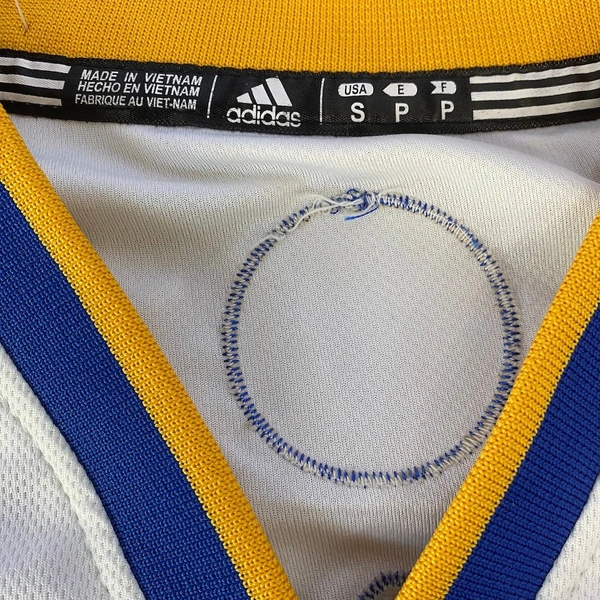 MADE IN VIETNAM
HECHO EN VIETNAM
FABRIQUE AU VIET-NAM
adidas
USA E F
S P P